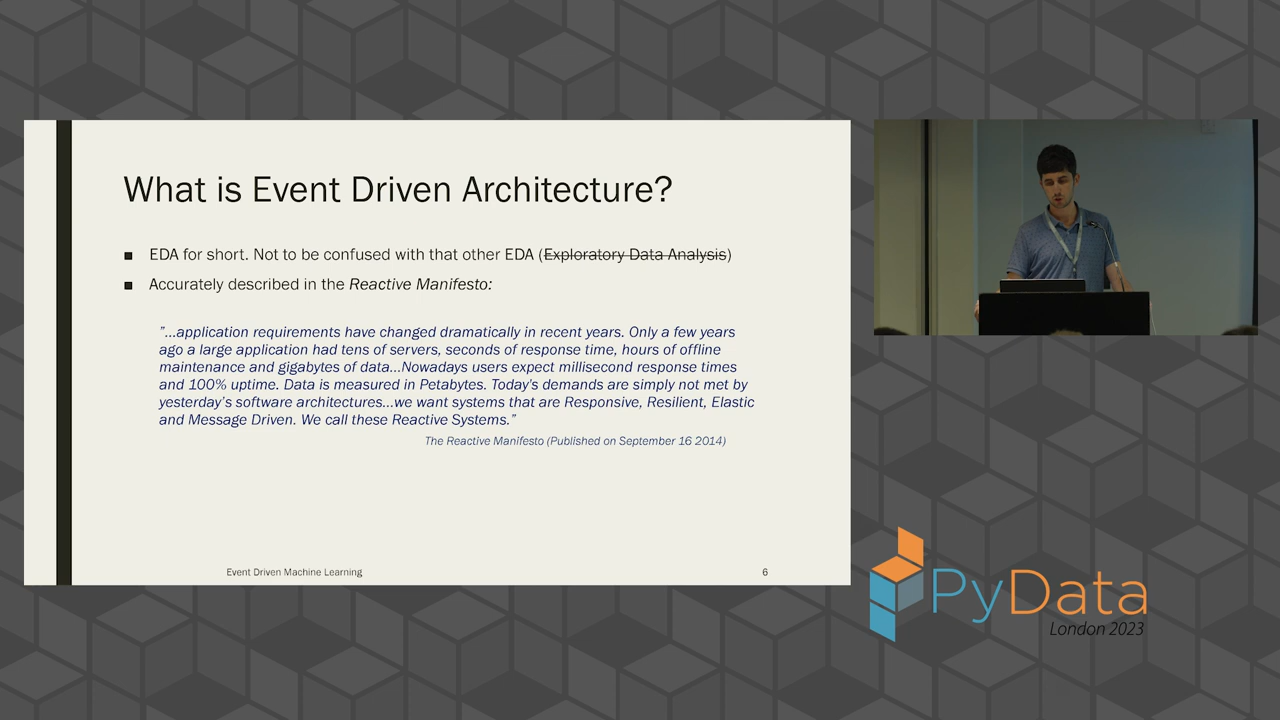 What is Event Driven Architecture?
■ EDA for short. Not to be confused with that other EDA (Exploratory Data Analysis)
■ Accurately described in the Reactive Manifesto:
"...application requirements have changed dramatically in recent years. Only a few years
ago a large application had tens of servers, seconds of response time, hours of offline
maintenance and gigabytes of data...Nowadays users expect millisecond response times
and 100% uptime. Data is measured in Petabytes. Today's demands are simply not met by
yesterday's software architectures...we want systems that are Responsive, Resilient, Elastic
and Message Driven. We call these Reactive Systems."
The Reactive Manifesto (Published on September 16 2014)
Event Driven Machine Learning
6
PyData
London 2023